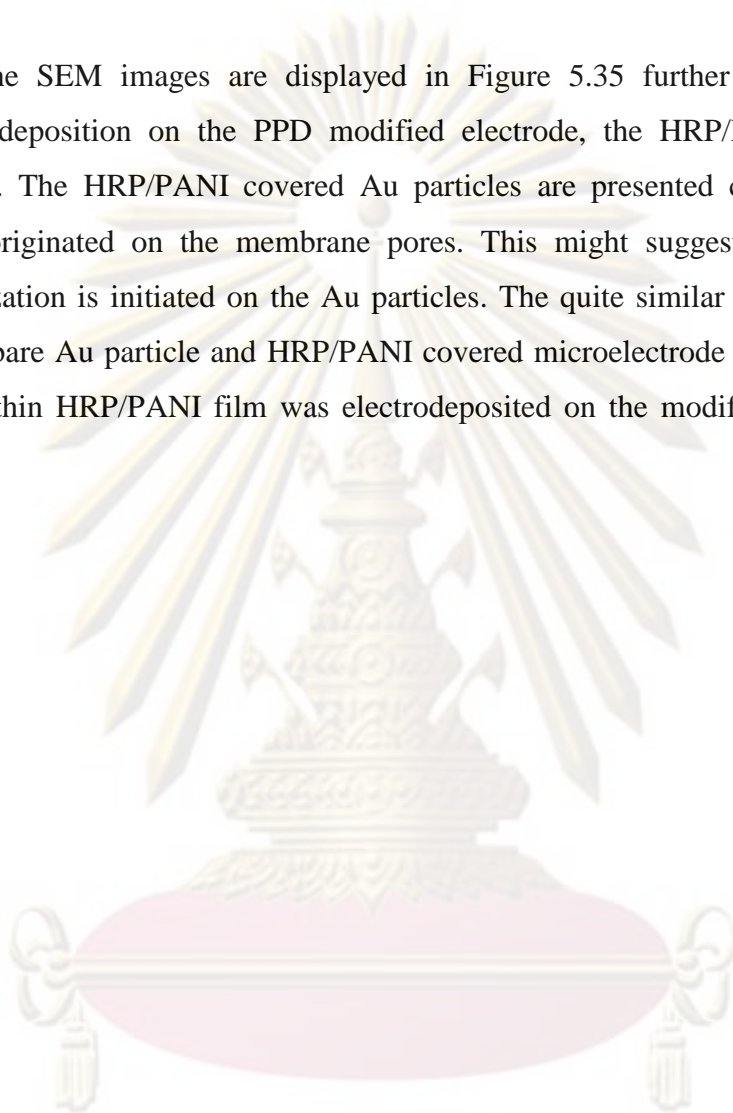 he SEM images are displayed in Figure 5.35 further
deposition on the PPD modified electrode, the HRP/
. The HRP/PANI covered Au particles are presented
originated on the membrane pores. This might suggest
zation is initiated on the Au particles. The quite similar
bare Au particle and HRP/PANI covered microelectrode
thin HRP/PANI film was electrodeposited on the modif